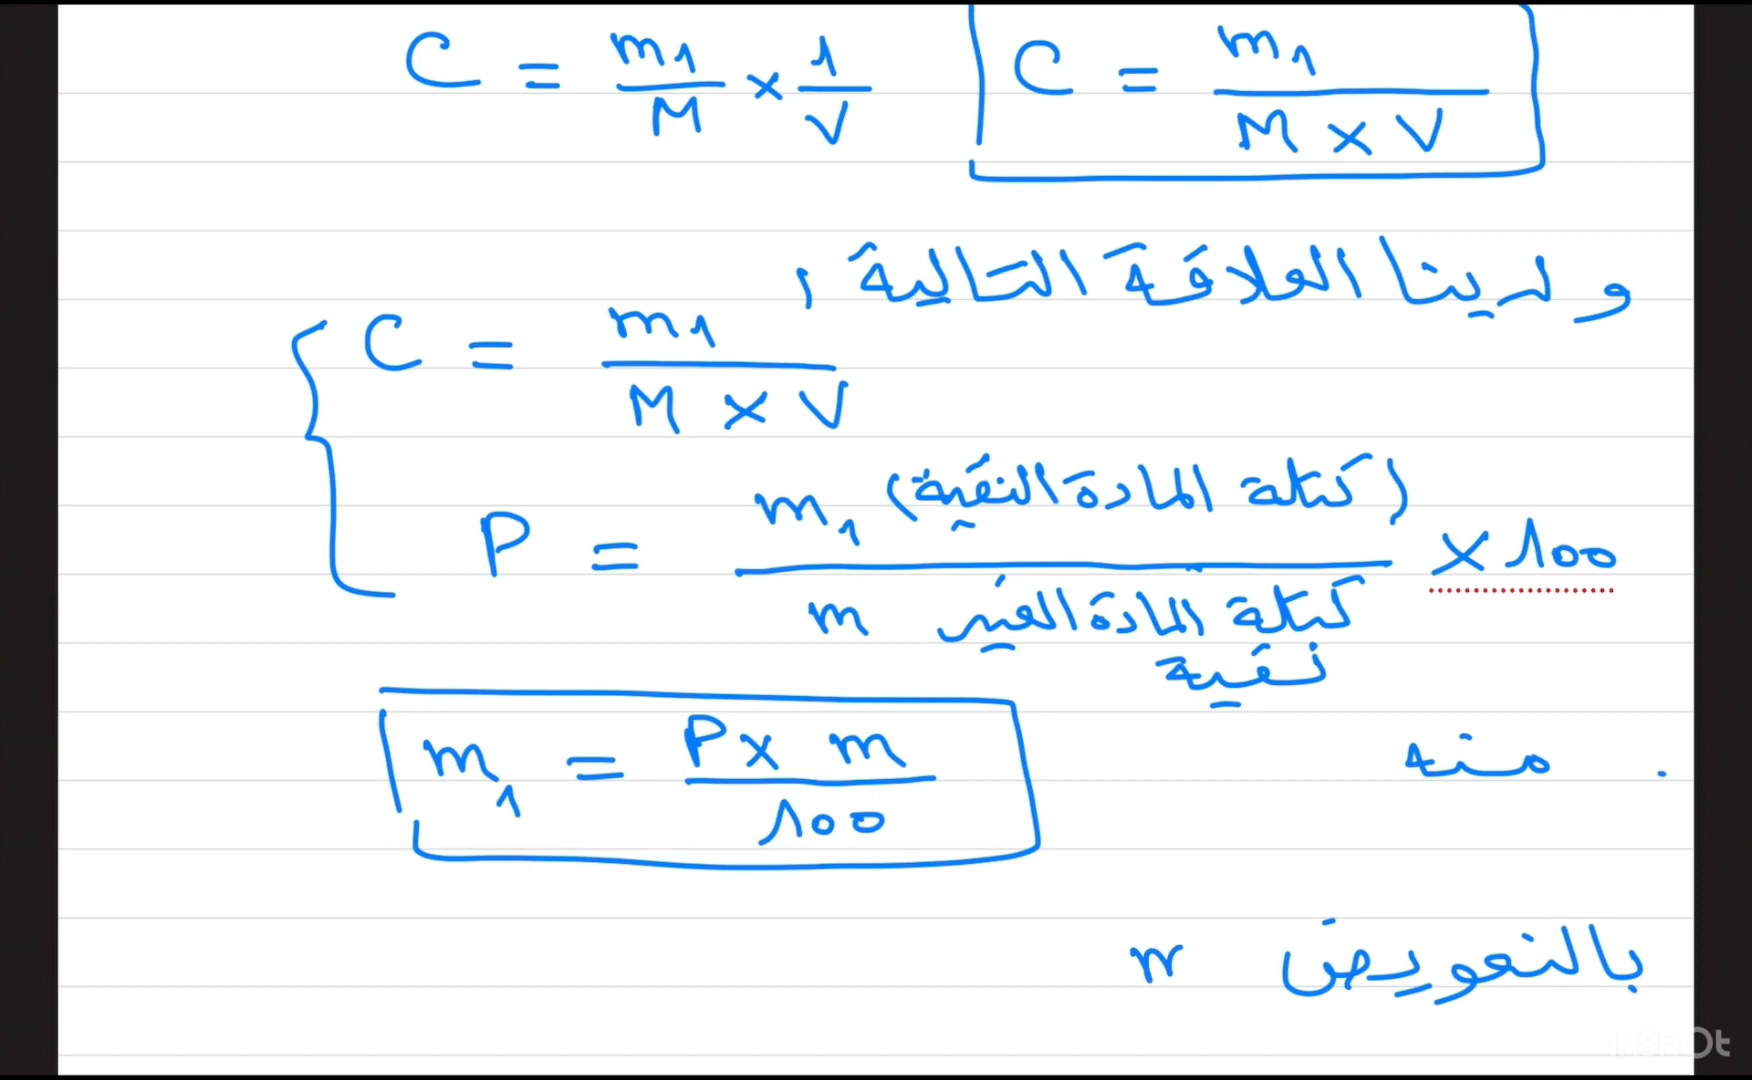 C = m1/M × 1/V   C = m1/(M × V)
ولدينا العلاقة التالية ،
C = m1/(M × V)
P = m1 (كتلة المادة النقية) / m كتلة المادة الغير نقية × 100
منه .
m1 = P × m / 100
بالتعويض
InShOt